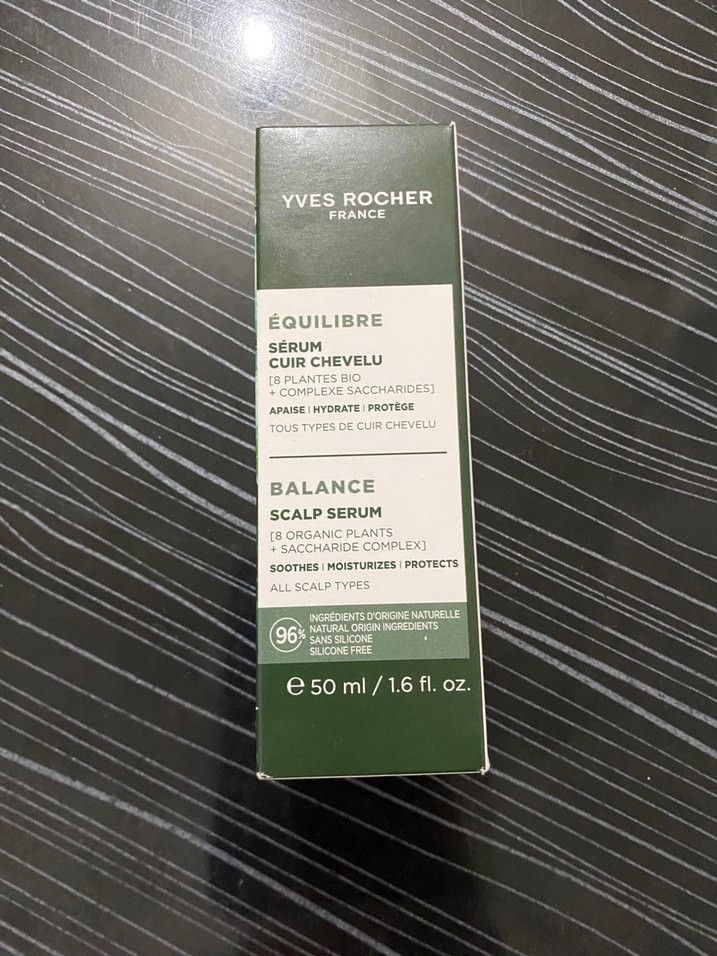 YVES ROCHER
FRANCE
ÉQUILIBRE
SÉRUM
CUIR CHEVELU
[8 PLANTES BIO
+ COMPLEXE SACCHARIDES]
APAISE | HYDRATE | PROTÈGE
TOUS TYPES DE CUIR CHEVELU
BALANCE
SCALP SERUM
[8 ORGANIC PLANTS
+ SACCHARIDE COMPLEX]
SOOTHES | MOISTURIZES | PROTECTS
ALL SCALP TYPES
96%
INGRÉDIENTS D'ORIGINE NATURELLE
NATURAL ORIGIN INGREDIENTS
SANS SILICONE
SILICONE FREE
℮ 50 ml / 1.6 fl. oz.